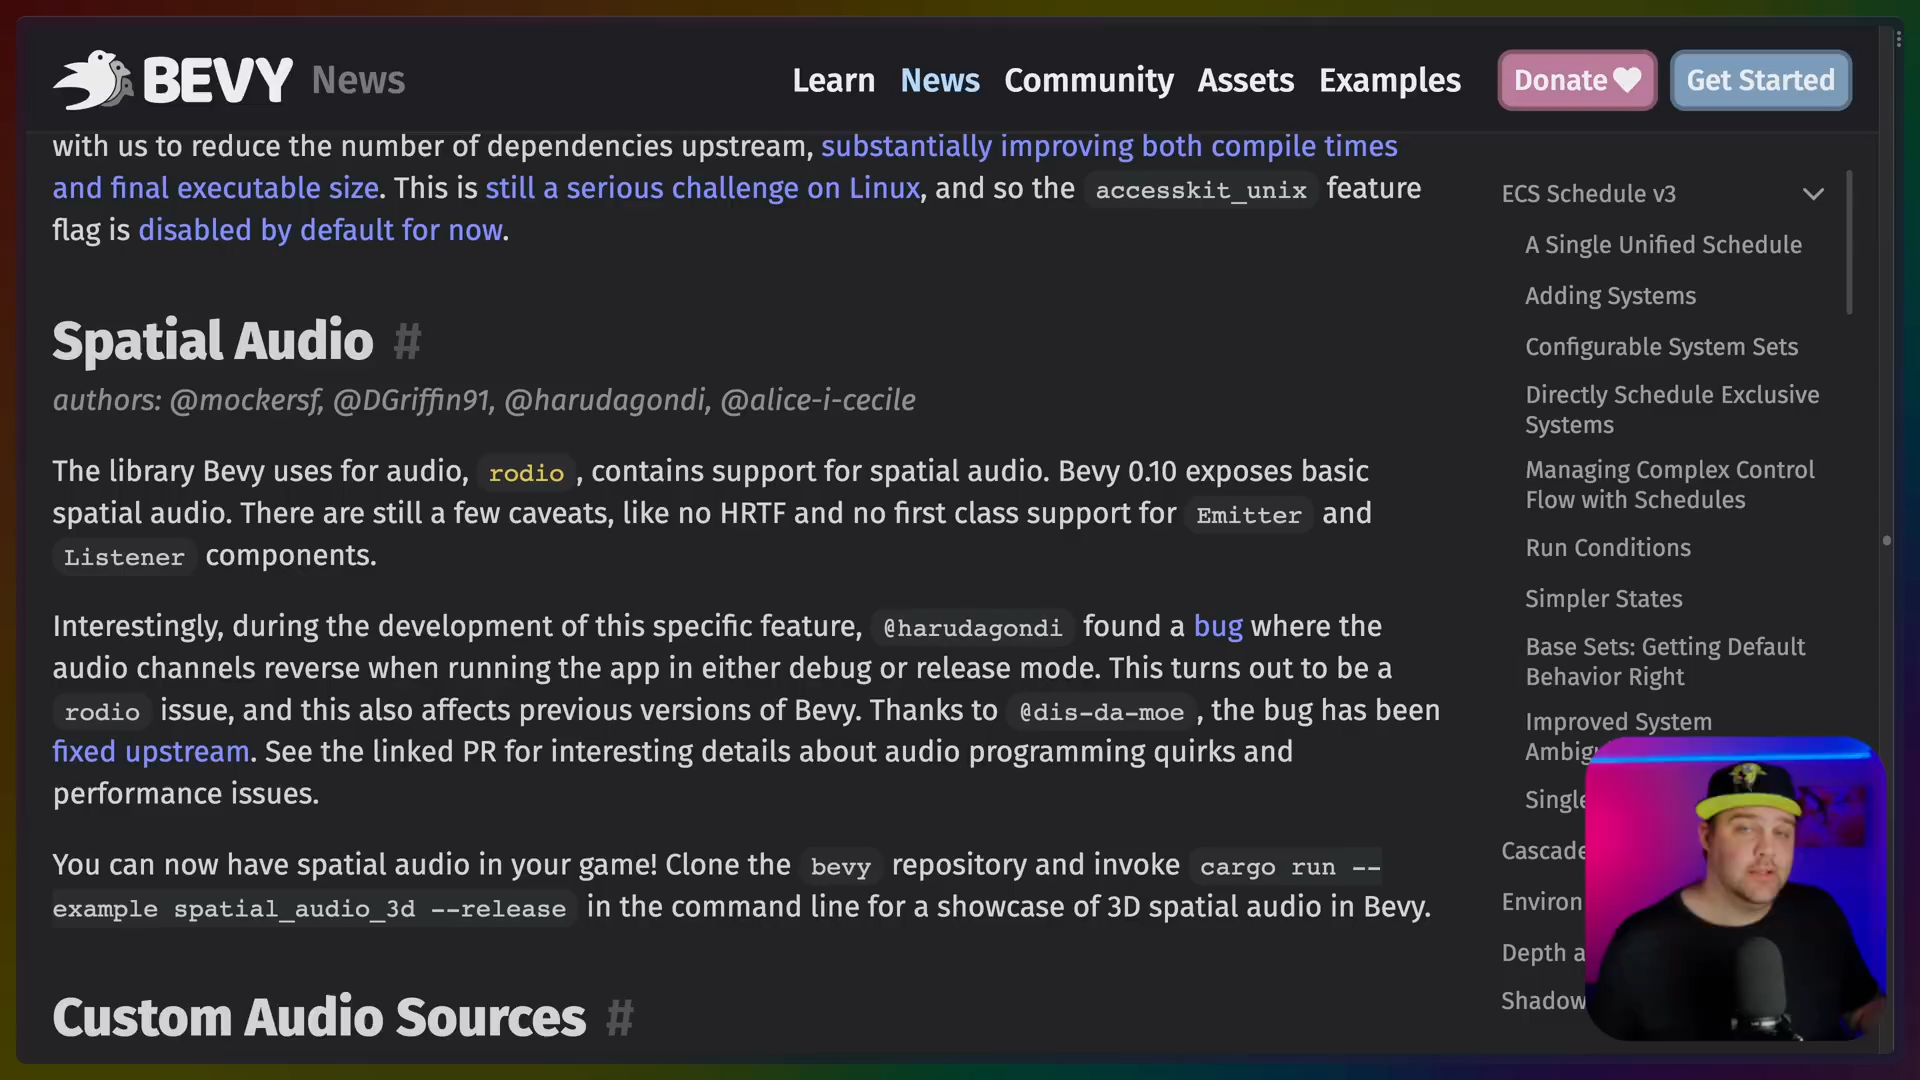 BEVY News
Learn News Community Assets Examples Donate Get Started
with us to reduce the number of dependencies upstream, substantially improving both compile times
and final executable size. This is still a serious challenge on Linux, and so the accesskit_unix feature
flag is disabled by default for now.
Spatial Audio #
authors: @mockersf, @DGriffin91, @harudagondi, @alice-i-cecile
The library Bevy uses for audio, rodio , contains support for spatial audio. Bevy 0.10 exposes basic
spatial audio. There are still a few caveats, like no HRTF and no first class support for Emitter and
Listener components.
Interestingly, during the development of this specific feature, @harudagondi found a bug where the
audio channels reverse when running the app in either debug or release mode. This turns out to be a
rodio issue, and this also affects previous versions of Bevy. Thanks to @dis-da-moe , the bug has been
fixed upstream. See the linked PR for interesting details about audio programming quirks and
performance issues.
You can now have spatial audio in your game! Clone the bevy repository and invoke cargo run --
example spatial_audio_3d --release in the command line for a showcase of 3D spatial audio in Bevy.
Custom Audio Sources #
ECS Schedule v3
A Single Unified Schedule
Adding Systems
Configurable System Sets
Directly Schedule Exclusive
Systems
Managing Complex Control
Flow with Schedules
Run Conditions
Simpler States
Base Sets: Getting Default
Behavior Right
Improved System
Ambig
Single
Cascade
Environ
Depth a
Shadow